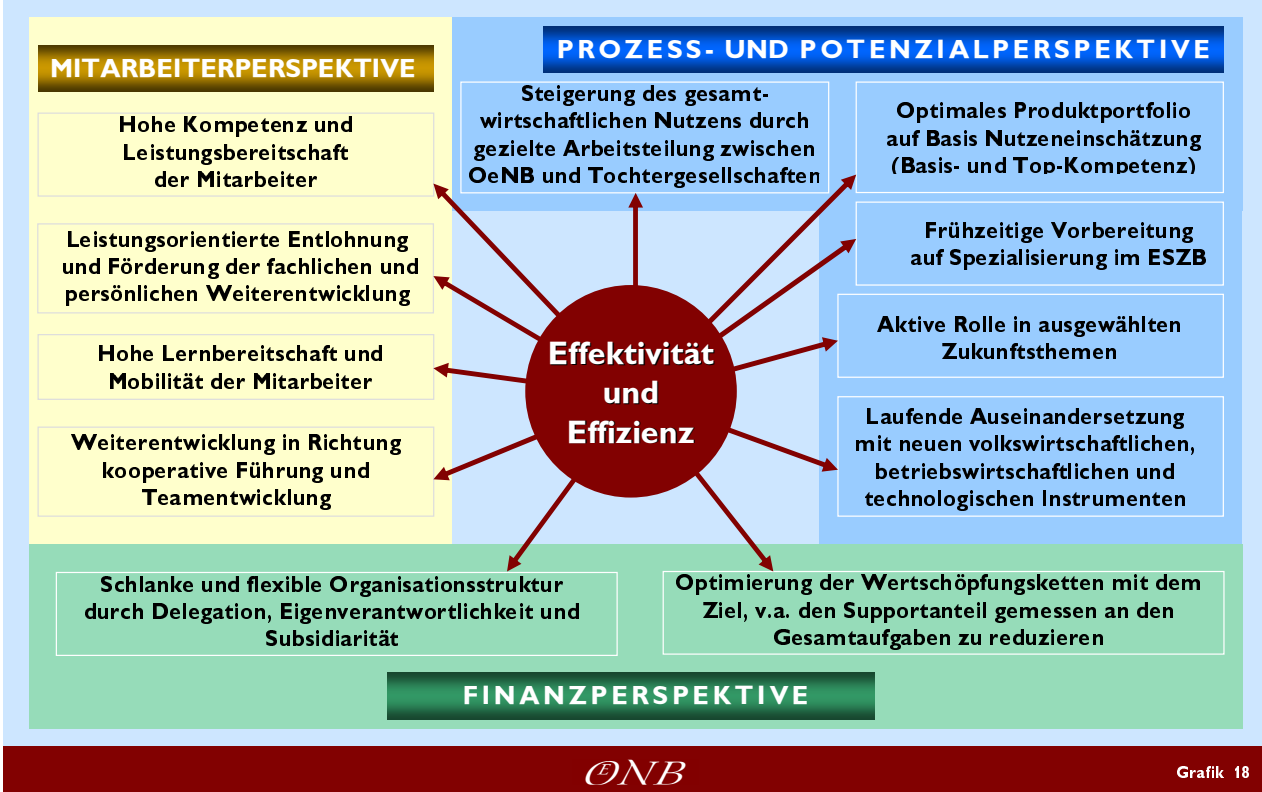 MITARBEITERPERSPEKTIVE
Hohe Kompetenz und
Leistungsbereitschaft
der Mitarbeiter
Leistungsorientierte Entlohnung
und Förderung der fachlichen und
persönlichen Weiterentwicklung
Hohe Lernbereitschaft und
Mobilität der Mitarbeiter
Weiterentwicklung in Richtung
kooperative Führung und
Teamentwicklung
PROZESS- UND POTENZIALPERSPEKTIVE
Steigerung des gesamt-
wirtschaftlichen Nutzens durch
gezielte Arbeitsteilung zwischen
OeNB und Tochtergesellschaften
Optimales Produktportfolio
auf Basis Nutzeneinschätzung
(Basis- und Top-Kompetenz)
Frühzeitige Vorbereitung
auf Spezialisierung im ESZB
Aktive Rolle in ausgewählten
Zukunftsthemen
Laufende Auseinandersetzung
mit neuen volkswirtschaftlichen,
betriebswirtschaftlichen und
technologischen Instrumenten
Effektivität
und
Effizienz
Schlanke und flexible Organisationsstruktur
durch Delegation, Eigenverantwortlichkeit und
Subsidiarität
Optimierung der Wertschöpfungsketten mit dem
Ziel, v.a. den Supportanteil gemessen an den
Gesamtaufgaben zu reduzieren
FINANZPERSPEKTIVE
OENB
Grafik 18